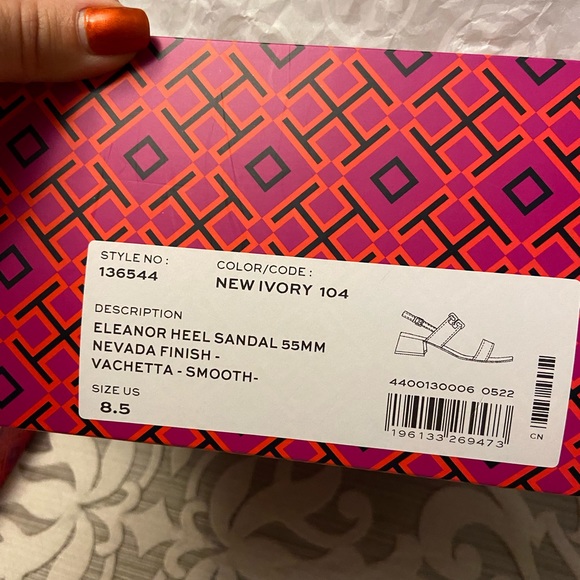 STYLE NO :
136544
COLOR/CODE :
NEW IVORY 104
DESCRIPTION
ELEANOR HEEL SANDAL 55MM
NEVADA FINISH -
VACHETTA - SMOOTH-
SIZE US
8.5
4400130006 0522
196133 269473
CN